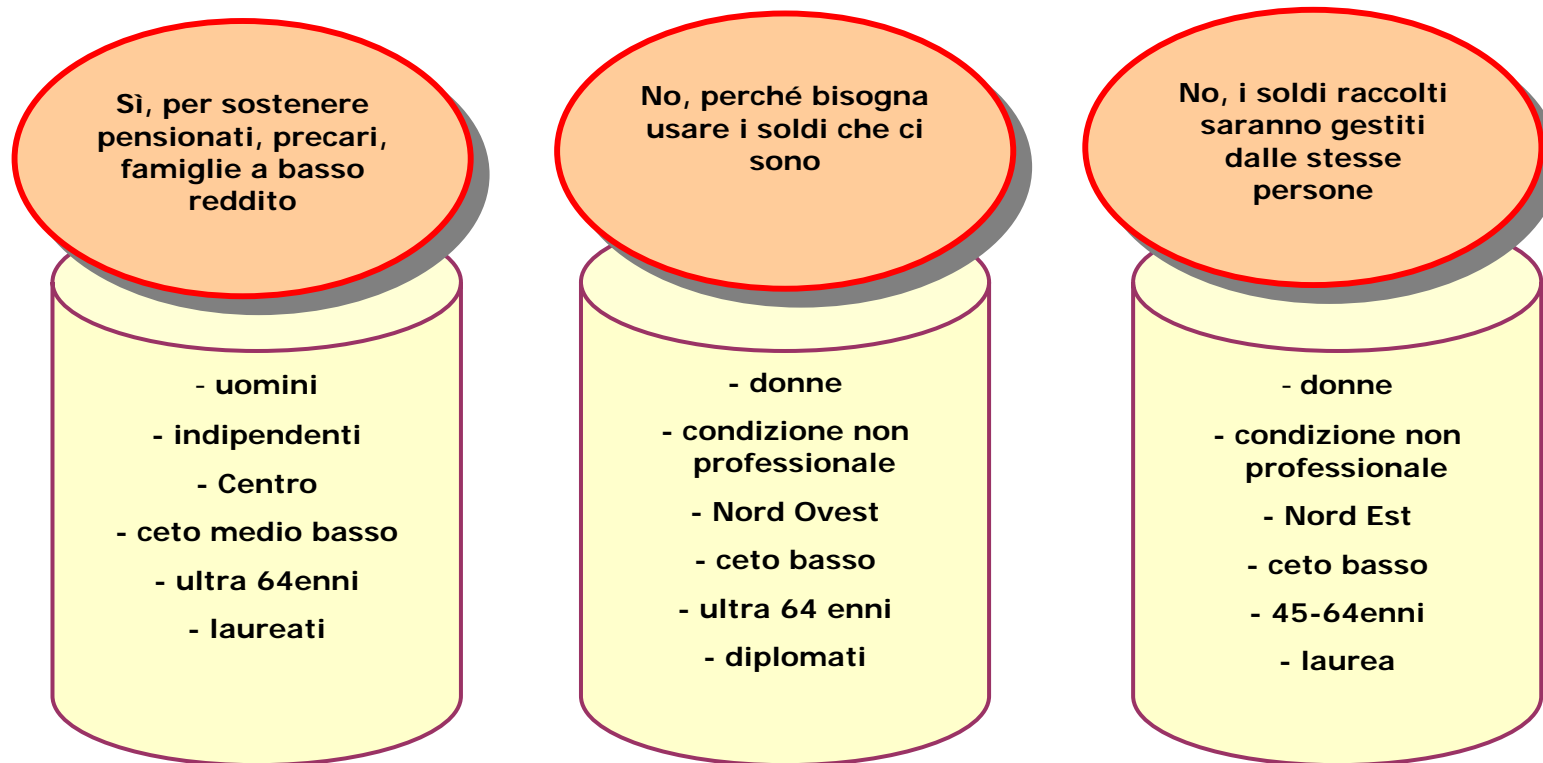 Sì, per sostenere
pensionati, precari,
famiglie a basso
reddito
- uomini
- indipendenti
- Centro
- ceto medio basso
- ultra 64enni
- laureati
No, perché bisogna
usare i soldi che ci
sono
- donne
- condizione non
professionale
- Nord Ovest
- ceto basso
- ultra 64 enni
- diplomati
No, i soldi raccolti
saranno gestiti
dalle stesse
persone
- donne
- condizione non
professionale
- Nord Est
- ceto basso
- 45-64enni
- laurea